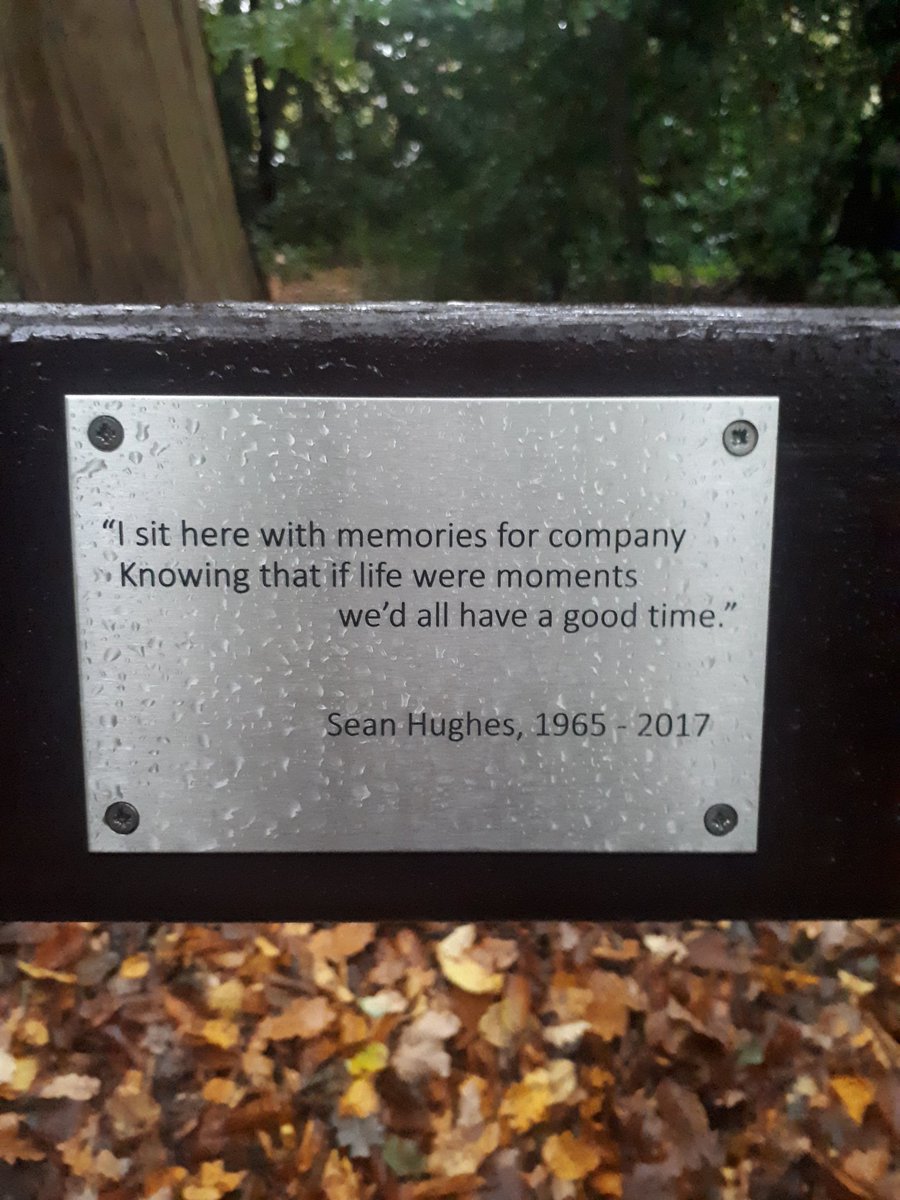 “I sit here with memories for company
Knowing that if life were moments
we’d all have a good time.”
Sean Hughes, 1965 - 2017